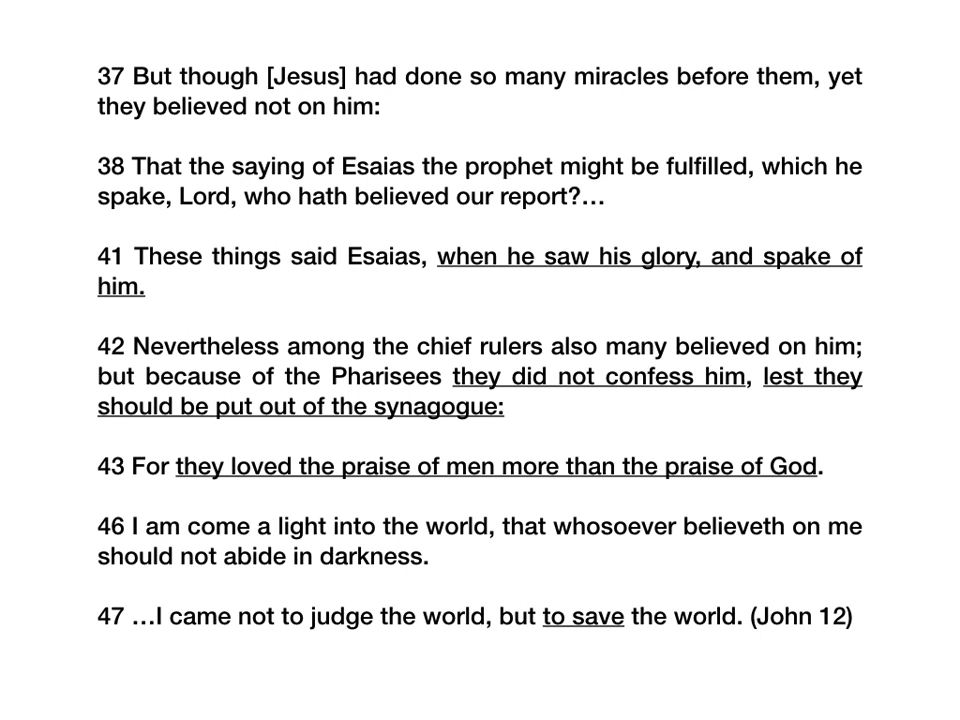 37 But though [Jesus] had done so many miracles before them, yet
they believed not on him:
38 That the saying of Esaias the prophet might be fulfilled, which he
spake, Lord, who hath believed our report?…
41 These things said Esaias, when he saw his glory, and spake of
him.
42 Nevertheless among the chief rulers also many believed on him;
but because of the Pharisees they did not confess him, lest they
should be put out of the synagogue:
43 For they loved the praise of men more than the praise of God.
46 I am come a light into the world, that whosoever believeth on me
should not abide in darkness.
47 …I came not to judge the world, but to save the world. (John 12)